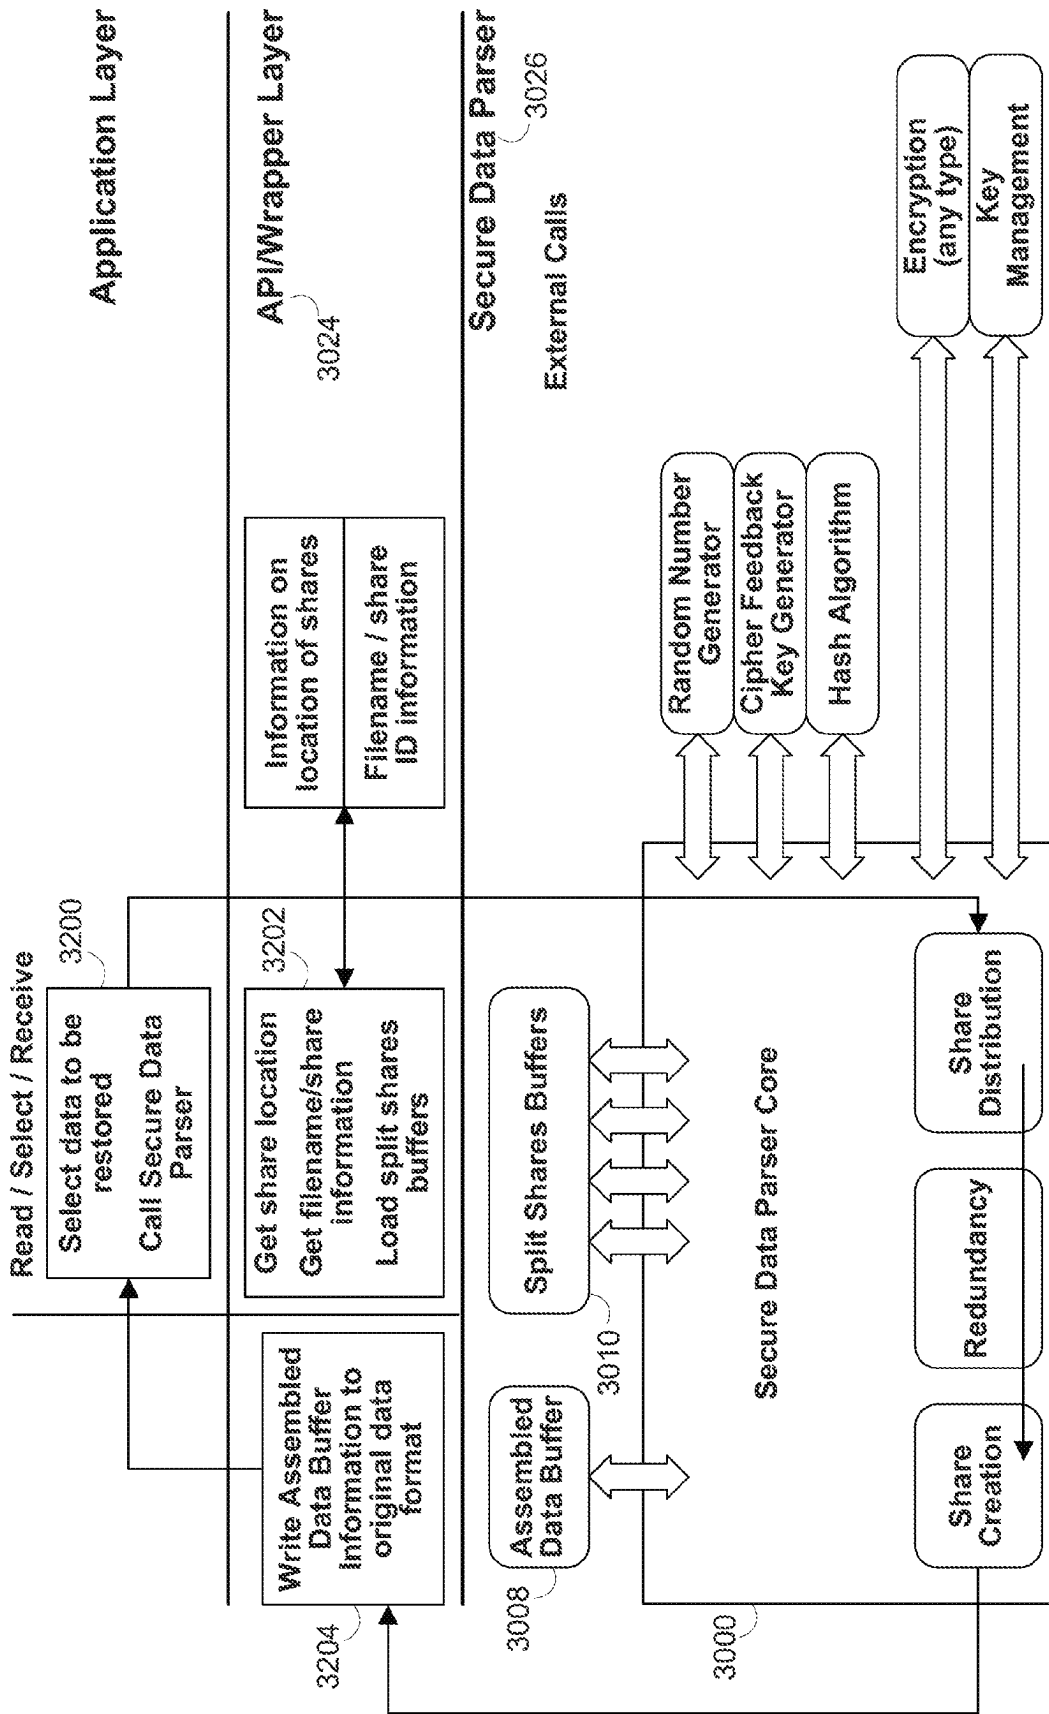 Read / Select / Receive
Application Layer
3200
Select data to be
restored
Call Secure Data
Parser
API/Wrapper Layer
3024
3204
Write Assembled
Data Buffer
Information to
original data
format
3202
Get share location
Get filename/share
information
Load split shares
buffers
Information on
location of shares
Filename / share
ID information
Secure Data Parser
3026
External Calls
3008
Assembled
Data Buffer
3010
Split Shares Buffers
3000
Secure Data Parser Core
Random Number
Generator
Cipher Feedback
Key Generator
Hash Algorithm
Encryption
(any type)
Key
Management
Share
Creation
Redundancy
Share
Distribution